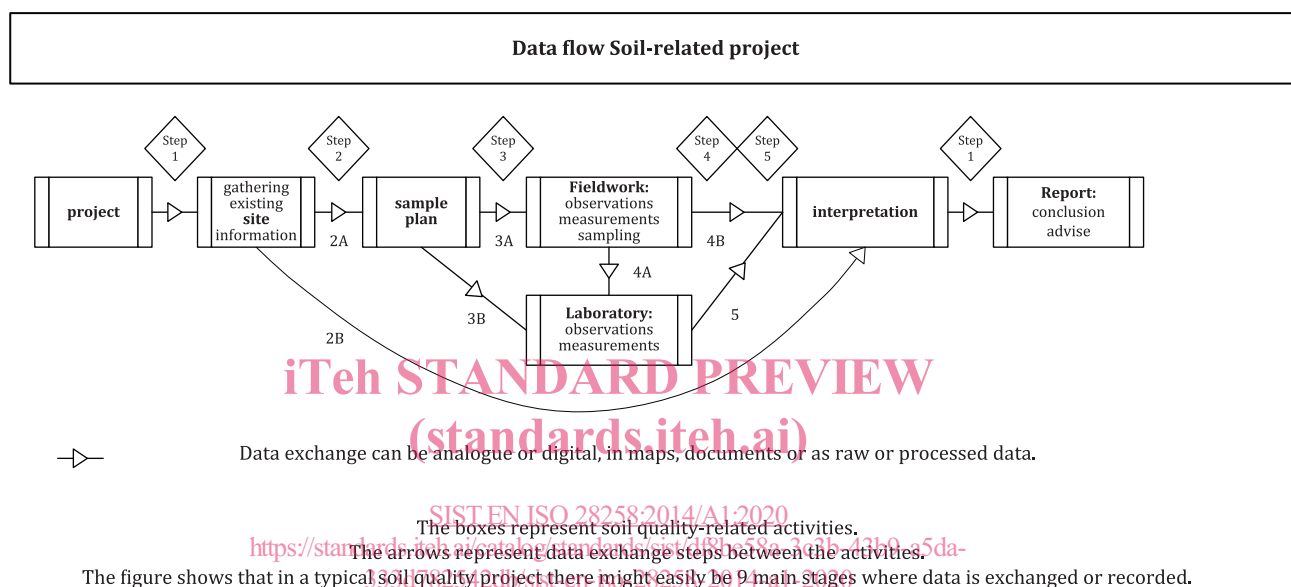 Data flow Soil-related project
Step
1
Step
2
Step
3
Step
4
Step
5
Step
1
project
gathering
existing
site
information
2A
sample
plan
3A
Fieldwork:
observations
measurements
sampling
4B
interpretation
Report:
conclusion
advise
4A
3B
Laboratory:
observations
measurements
5
2B
iTeh STANDARD PREVIEW
(standards.iteh.ai)
Data exchange can be analogue or digital, in maps, documents or as raw or processed data.
SIST EN ISO 28258:2014/A1:2020
The boxes represent soil quality-related activities.
The arrows represent data exchange steps between the activities.
The figure shows that in a typical soil quality project there might easily be 9 main stages where data is exchanged or recorded.